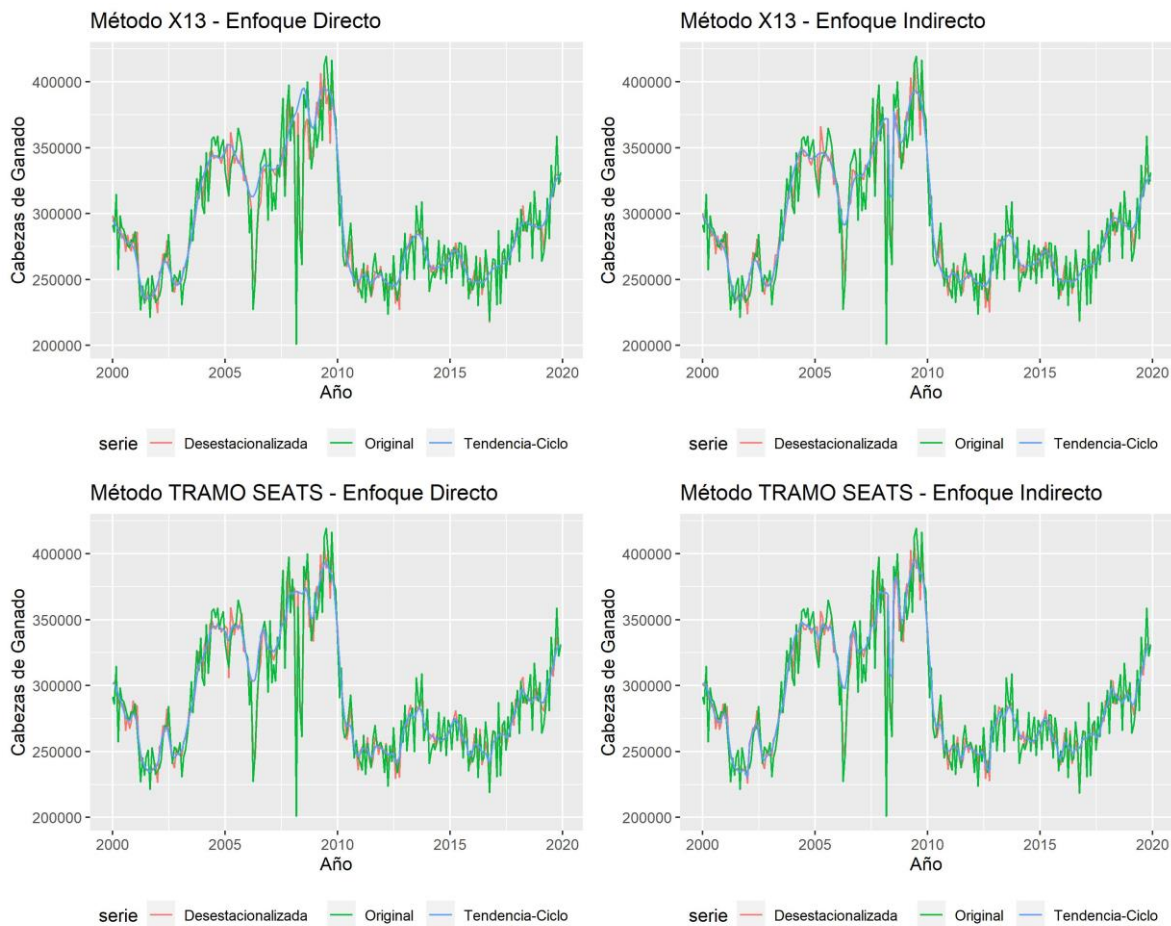 Método X13 - Enfoque Directo
Cabezas de Ganado
400000
350000
300000
250000
200000
2000 2005 2010 2015 2020
Año
serie Desestacionalizada Original Tendencia-Ciclo
Método X13 - Enfoque Indirecto
Cabezas de Ganado
400000
350000
300000
250000
200000
2000 2005 2010 2015 2020
Año
serie Desestacionalizada Original Tendencia-Ciclo
Método TRAMO SEATS - Enfoque Directo
Cabezas de Ganado
400000
350000
300000
250000
200000
2000 2005 2010 2015 2020
Año
serie Desestacionalizada Original Tendencia-Ciclo
Método TRAMO SEATS - Enfoque Indirecto
Cabezas de Ganado
400000
350000
300000
250000
200000
2000 2005 2010 2015 2020
Año
serie Desestacionalizada Original Tendencia-Ciclo